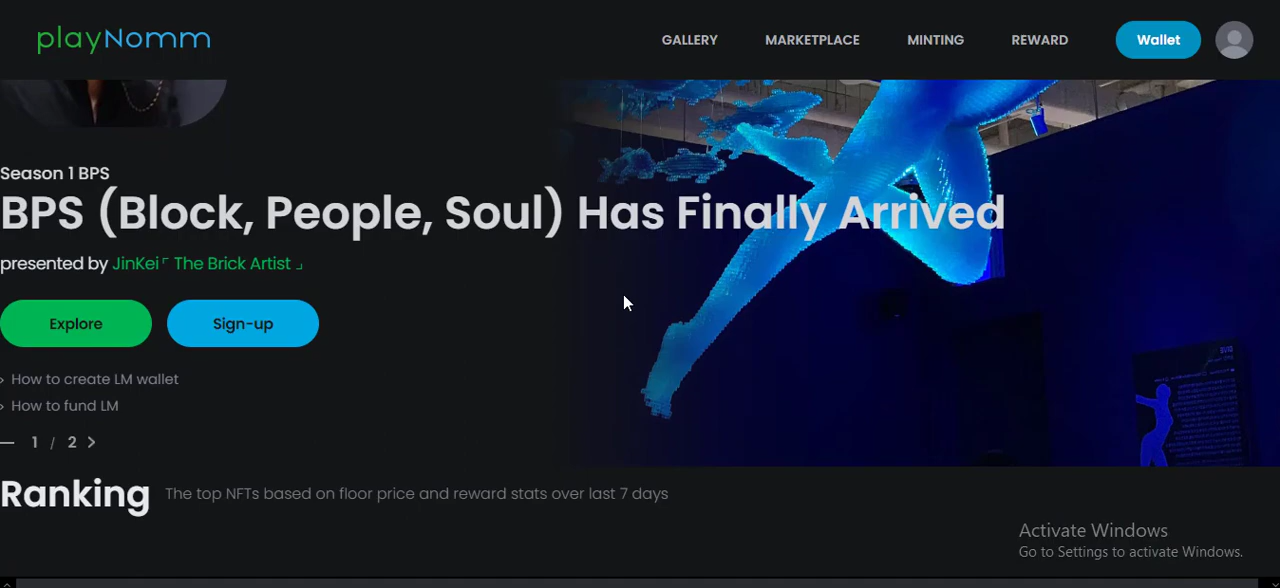 playNomm
GALLERY
MARKETPLACE
MINTING
REWARD
Wallet
Season 1 BPS
BPS (Block, People, Soul) Has Finally Arrived
presented by JinKei「 The Brick Artist 」
Explore
Sign-up
› How to create LM wallet
› How to fund LM
1 / 2
Ranking
The top NFTs based on floor price and reward stats over last 7 days
Activate Windows
Go to Settings to activate Windows.